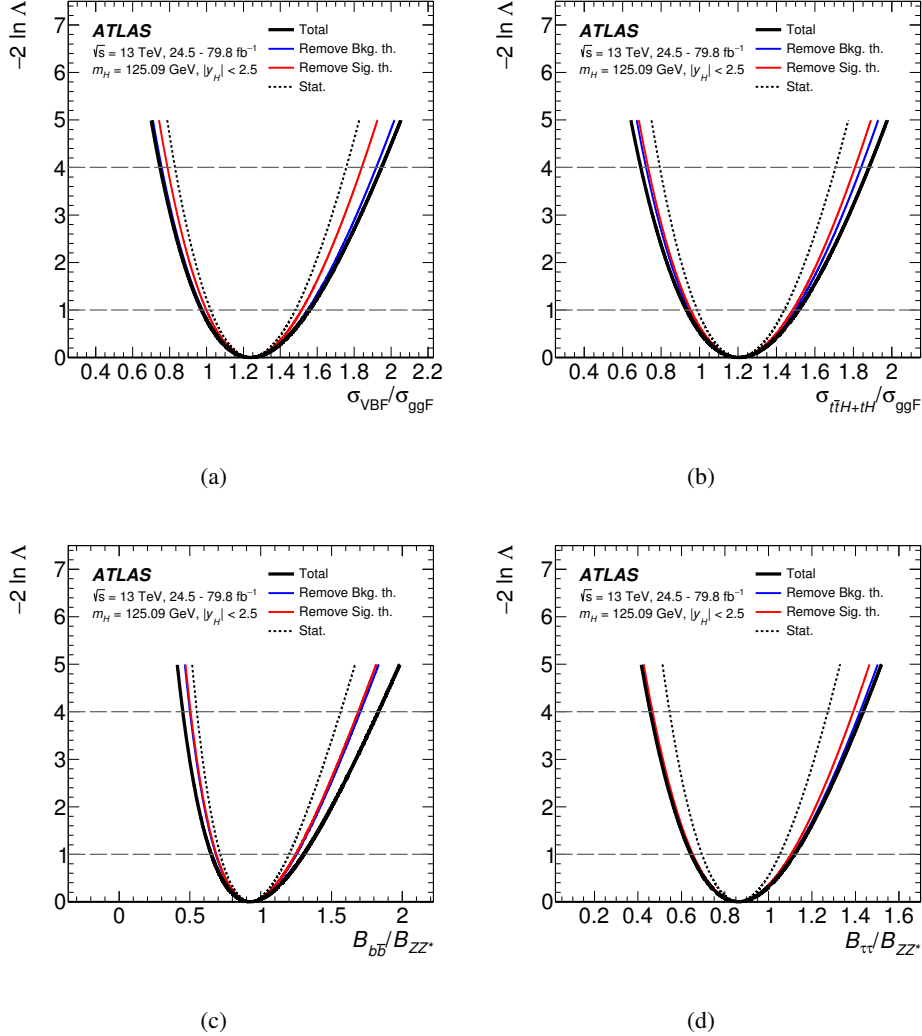 −2 ln Λ
7
6
5
4
3
2
1
0
ATLAS
√s = 13 TeV, 24.5 - 79.8 fb⁻¹
m_H = 125.09 GeV, |y_H| < 2.5
Total
Remove Bkg. th.
Remove Sig. th.
Stat.
0.4 0.6 0.8 1 1.2 1.4 1.6 1.8 2 2.2
σ_VBF/σ_ggF
(a)
−2 ln Λ
7
6
5
4
3
2
1
0
ATLAS
√s = 13 TeV, 24.5 - 79.8 fb⁻¹
m_H = 125.09 GeV, |y_H| < 2.5
Total
Remove Bkg. th.
Remove Sig. th.
Stat.
0.4 0.6 0.8 1 1.2 1.4 1.6 1.8 2
σ_tt̄H+tH/σ_ggF
(b)
−2 ln Λ
7
6
5
4
3
2
1
0
ATLAS
√s = 13 TeV, 24.5 - 79.8 fb⁻¹
m_H = 125.09 GeV, |y_H| < 2.5
Total
Remove Bkg. th.
Remove Sig. th.
Stat.
0 0.5 1 1.5 2
B_bb̄/B_ZZ*
(c)
−2 ln Λ
7
6
5
4
3
2
1
0
ATLAS
√s = 13 TeV, 24.5 - 79.8 fb⁻¹
m_H = 125.09 GeV, |y_H| < 2.5
Total
Remove Bkg. th.
Remove Sig. th.
Stat.
0.2 0.4 0.6 0.8 1 1.2 1.4 1.6
B_ττ/B_ZZ*
(d)